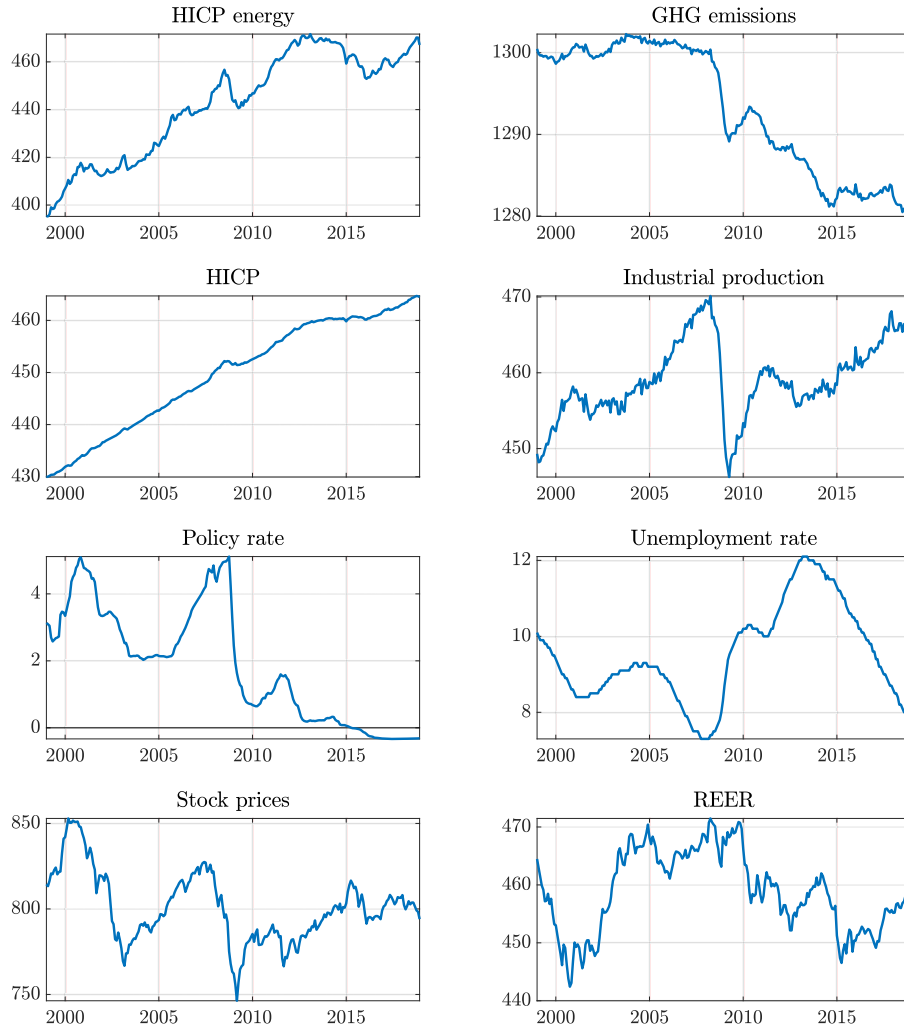 HICP energy
460
440
420
400
2000 2005 2010 2015
GHG emissions
1300
1290
1280
2000 2005 2010 2015
HICP
460
450
440
430
2000 2005 2010 2015
Industrial production
470
460
450
2000 2005 2010 2015
Policy rate
4
2
0
2000 2005 2010 2015
Unemployment rate
12
10
8
2000 2005 2010 2015
Stock prices
850
800
750
2000 2005 2010 2015
REER
470
460
450
440
2000 2005 2010 2015